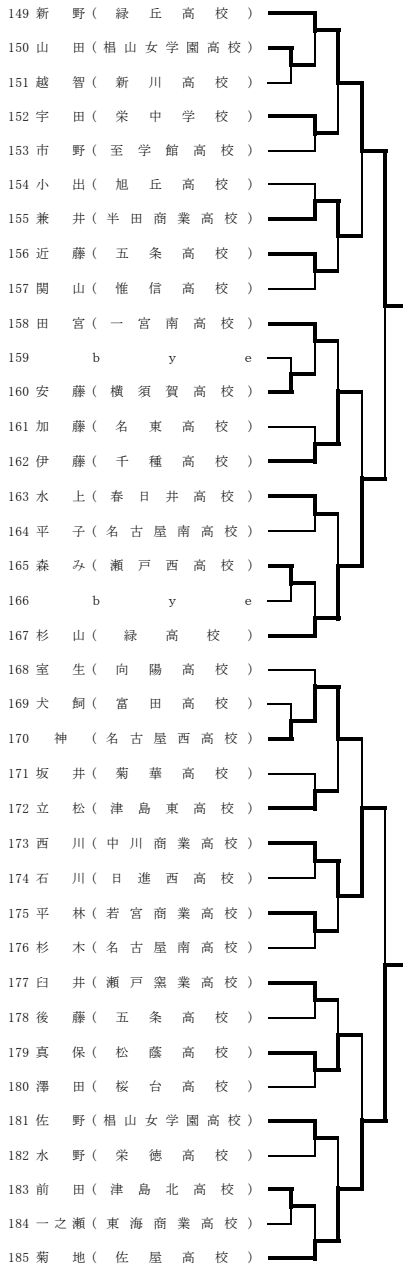 149 新 野 ( 緑 丘 高 校 )
150 山 田 ( 椙 山 女 学 園 高 校 )
151 越 智 ( 新 川 高 校 )
152 宇 田 ( 栄 中 学 校 )
153 市 野 ( 至 学 館 高 校 )
154 小 出 ( 旭 丘 高 校 )
155 兼 井 ( 半 田 商 業 高 校 )
156 近 藤 ( 五 条 高 校 )
157 関 山 ( 惟 信 高 校 )
158 田 宮 ( 一 宮 南 高 校 )
159 b y e
160 安 藤 ( 横 須 賀 高 校 )
161 加 藤 ( 名 東 高 校 )
162 伊 藤 ( 千 種 高 校 )
163 水 上 ( 春 日 井 高 校 )
164 平 子 ( 名 古 屋 南 高 校 )
165 森 み ( 瀬 戸 西 高 校 )
166 b y e
167 杉 山 ( 緑 高 校 )
168 室 生 ( 向 陽 高 校 )
169 犬 飼 ( 富 田 高 校 )
170 神 ( 名 古 屋 西 高 校 )
171 坂 井 ( 菊 華 高 校 )
172 立 松 ( 津 島 東 高 校 )
173 西 川 ( 中 川 商 業 高 校 )
174 石 川 ( 日 進 西 高 校 )
175 平 林 ( 若 宮 商 業 高 校 )
176 杉 木 ( 名 古 屋 南 高 校 )
177 臼 井 ( 瀬 戸 窯 業 高 校 )
178 後 藤 ( 五 条 高 校 )
179 真 保 ( 松 蔭 高 校 )
180 澤 田 ( 桜 台 高 校 )
181 佐 野 ( 椙 山 女 学 園 高 校 )
182 水 野 ( 栄 徳 高 校 )
183 前 田 ( 津 島 北 高 校 )
184 一 之 瀬 ( 東 海 商 業 高 校 )
185 菊 地 ( 佐 屋 高 校 )